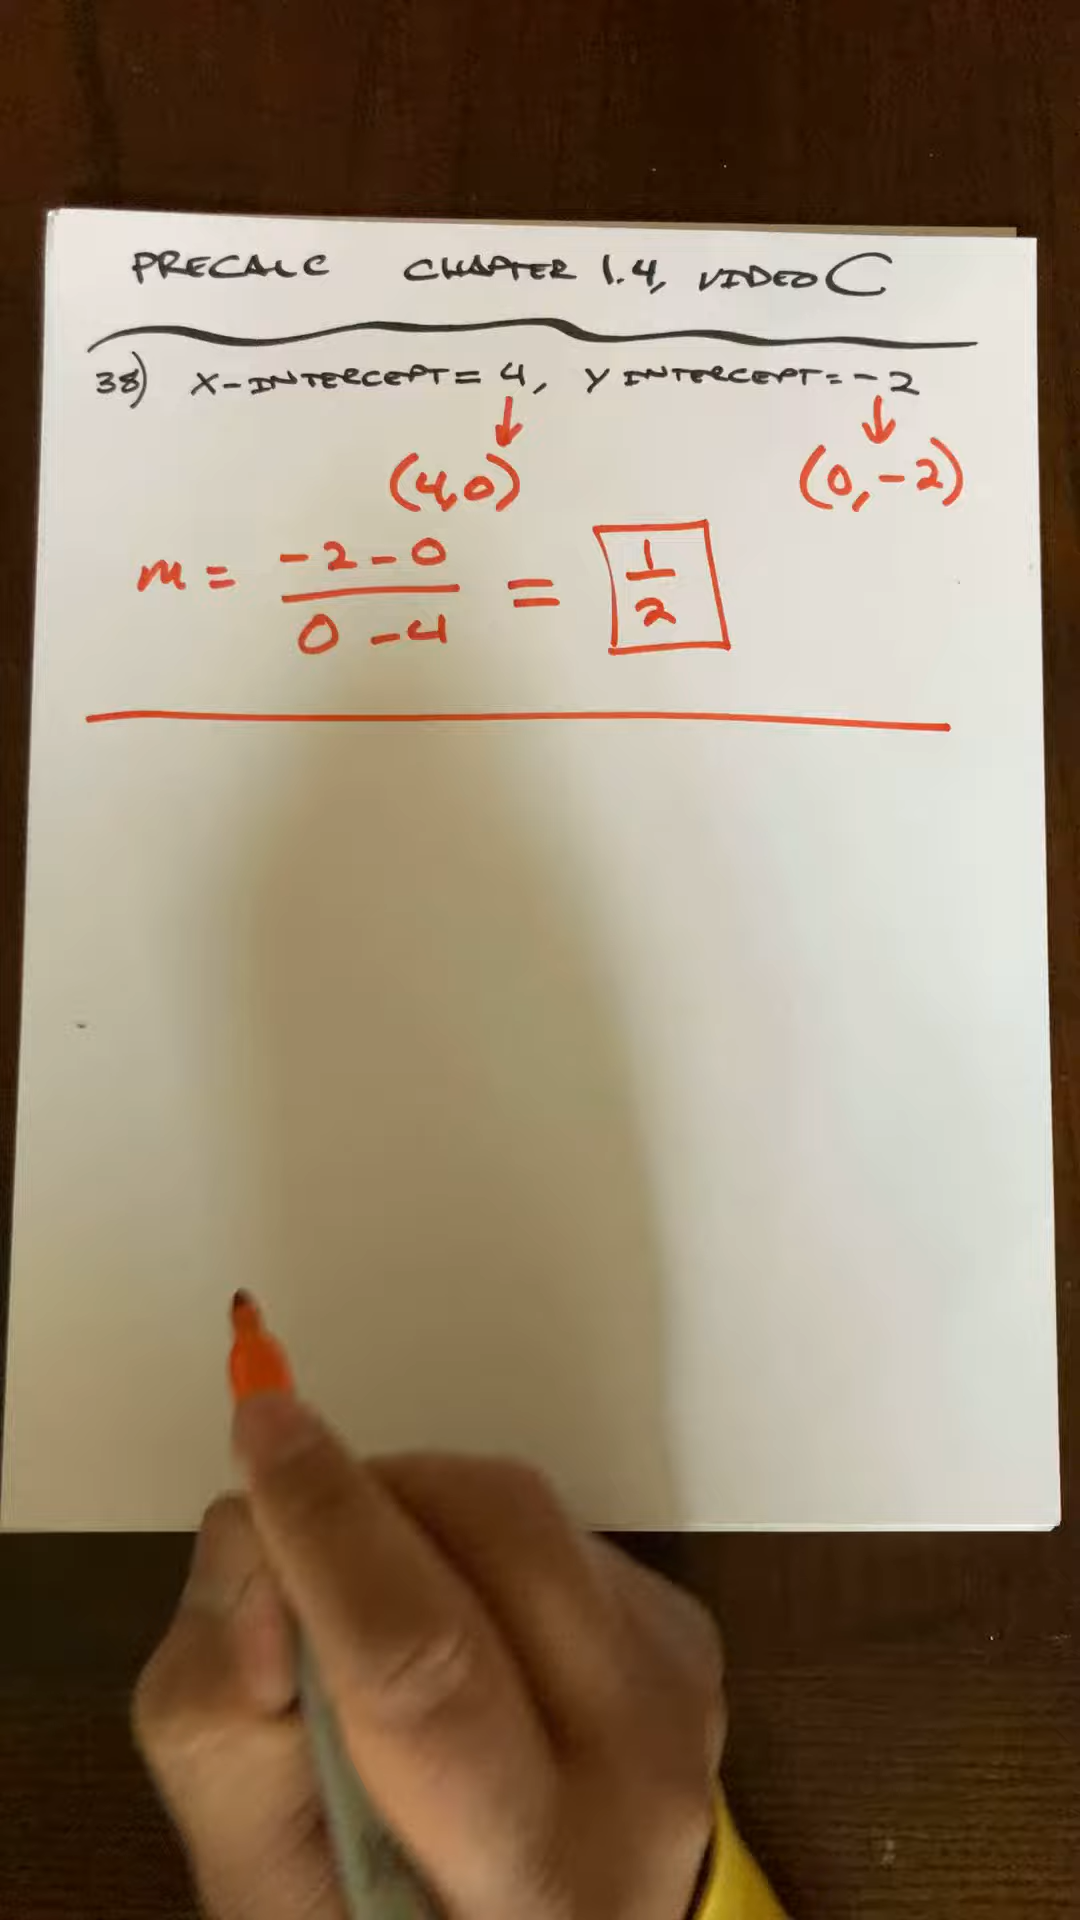 PRECALC CHAPTER 1.4, VIDEO C
38) X-INTERCEPT = 4, Y INTERCEPT = -2
(4,0) (0,-2)
m = -2-0 / 0-4 = 1/2